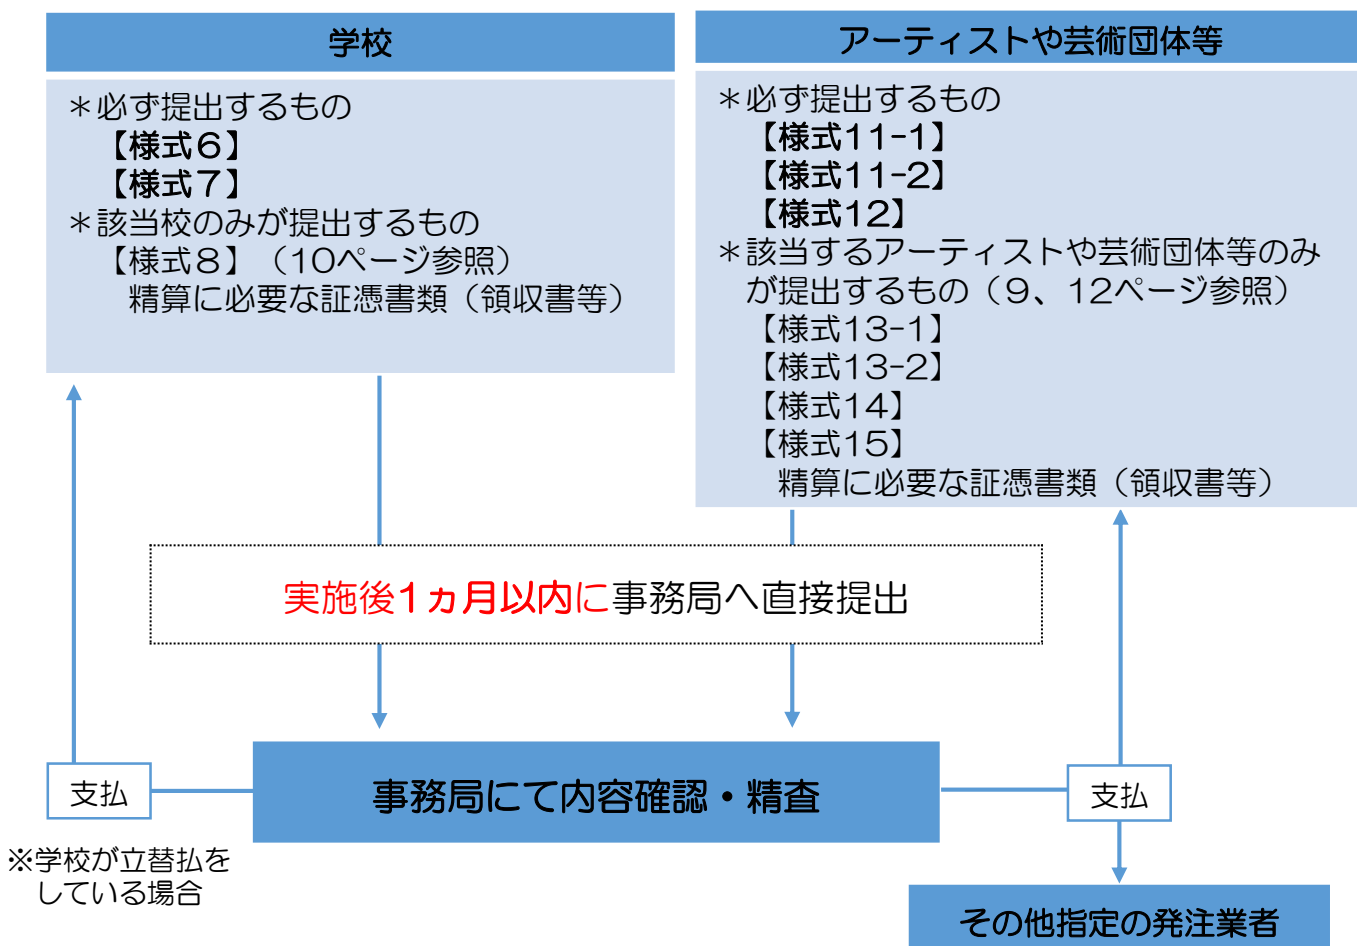 学校
＊必ず提出するもの
【様式６】
【様式７】
＊該当校のみが提出するもの
【様式８】（10ページ参照）
精算に必要な証憑書類（領収書等）
アーティストや芸術団体等
＊必ず提出するもの
【様式11-1】
【様式11-2】
【様式12】
＊該当するアーティストや芸術団体等のみ
が提出するもの（９、12ページ参照）
【様式13-1】
【様式13-2】
【様式14】
【様式15】
精算に必要な証憑書類（領収書等）
実施後１ヵ月以内に事務局へ直接提出
支払
事務局にて内容確認・精査
支払
※学校が立替払を
している場合
その他指定の発注業者